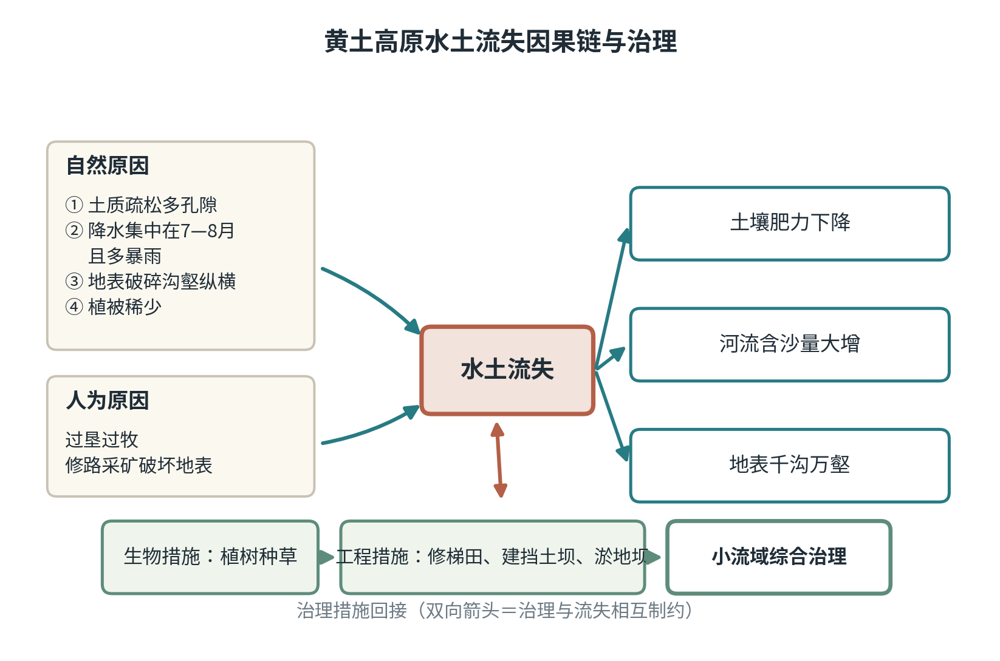 黄土高原水土流失因果链与治理
自然原因
① 土质疏松多孔隙
② 降水集中在7—8月
且多暴雨
③ 地表破碎沟壑纵横
④ 植被稀少
人为原因
过垦过牧
修路采矿破坏地表
水土流失
土壤肥力下降
河流含沙量大增
地表千沟万壑
生物措施：植树种草
工程措施：修梯田、建挡土坝、淤地坝
小流域综合治理
治理措施回接（双向箭头＝治理与流失相互制约）